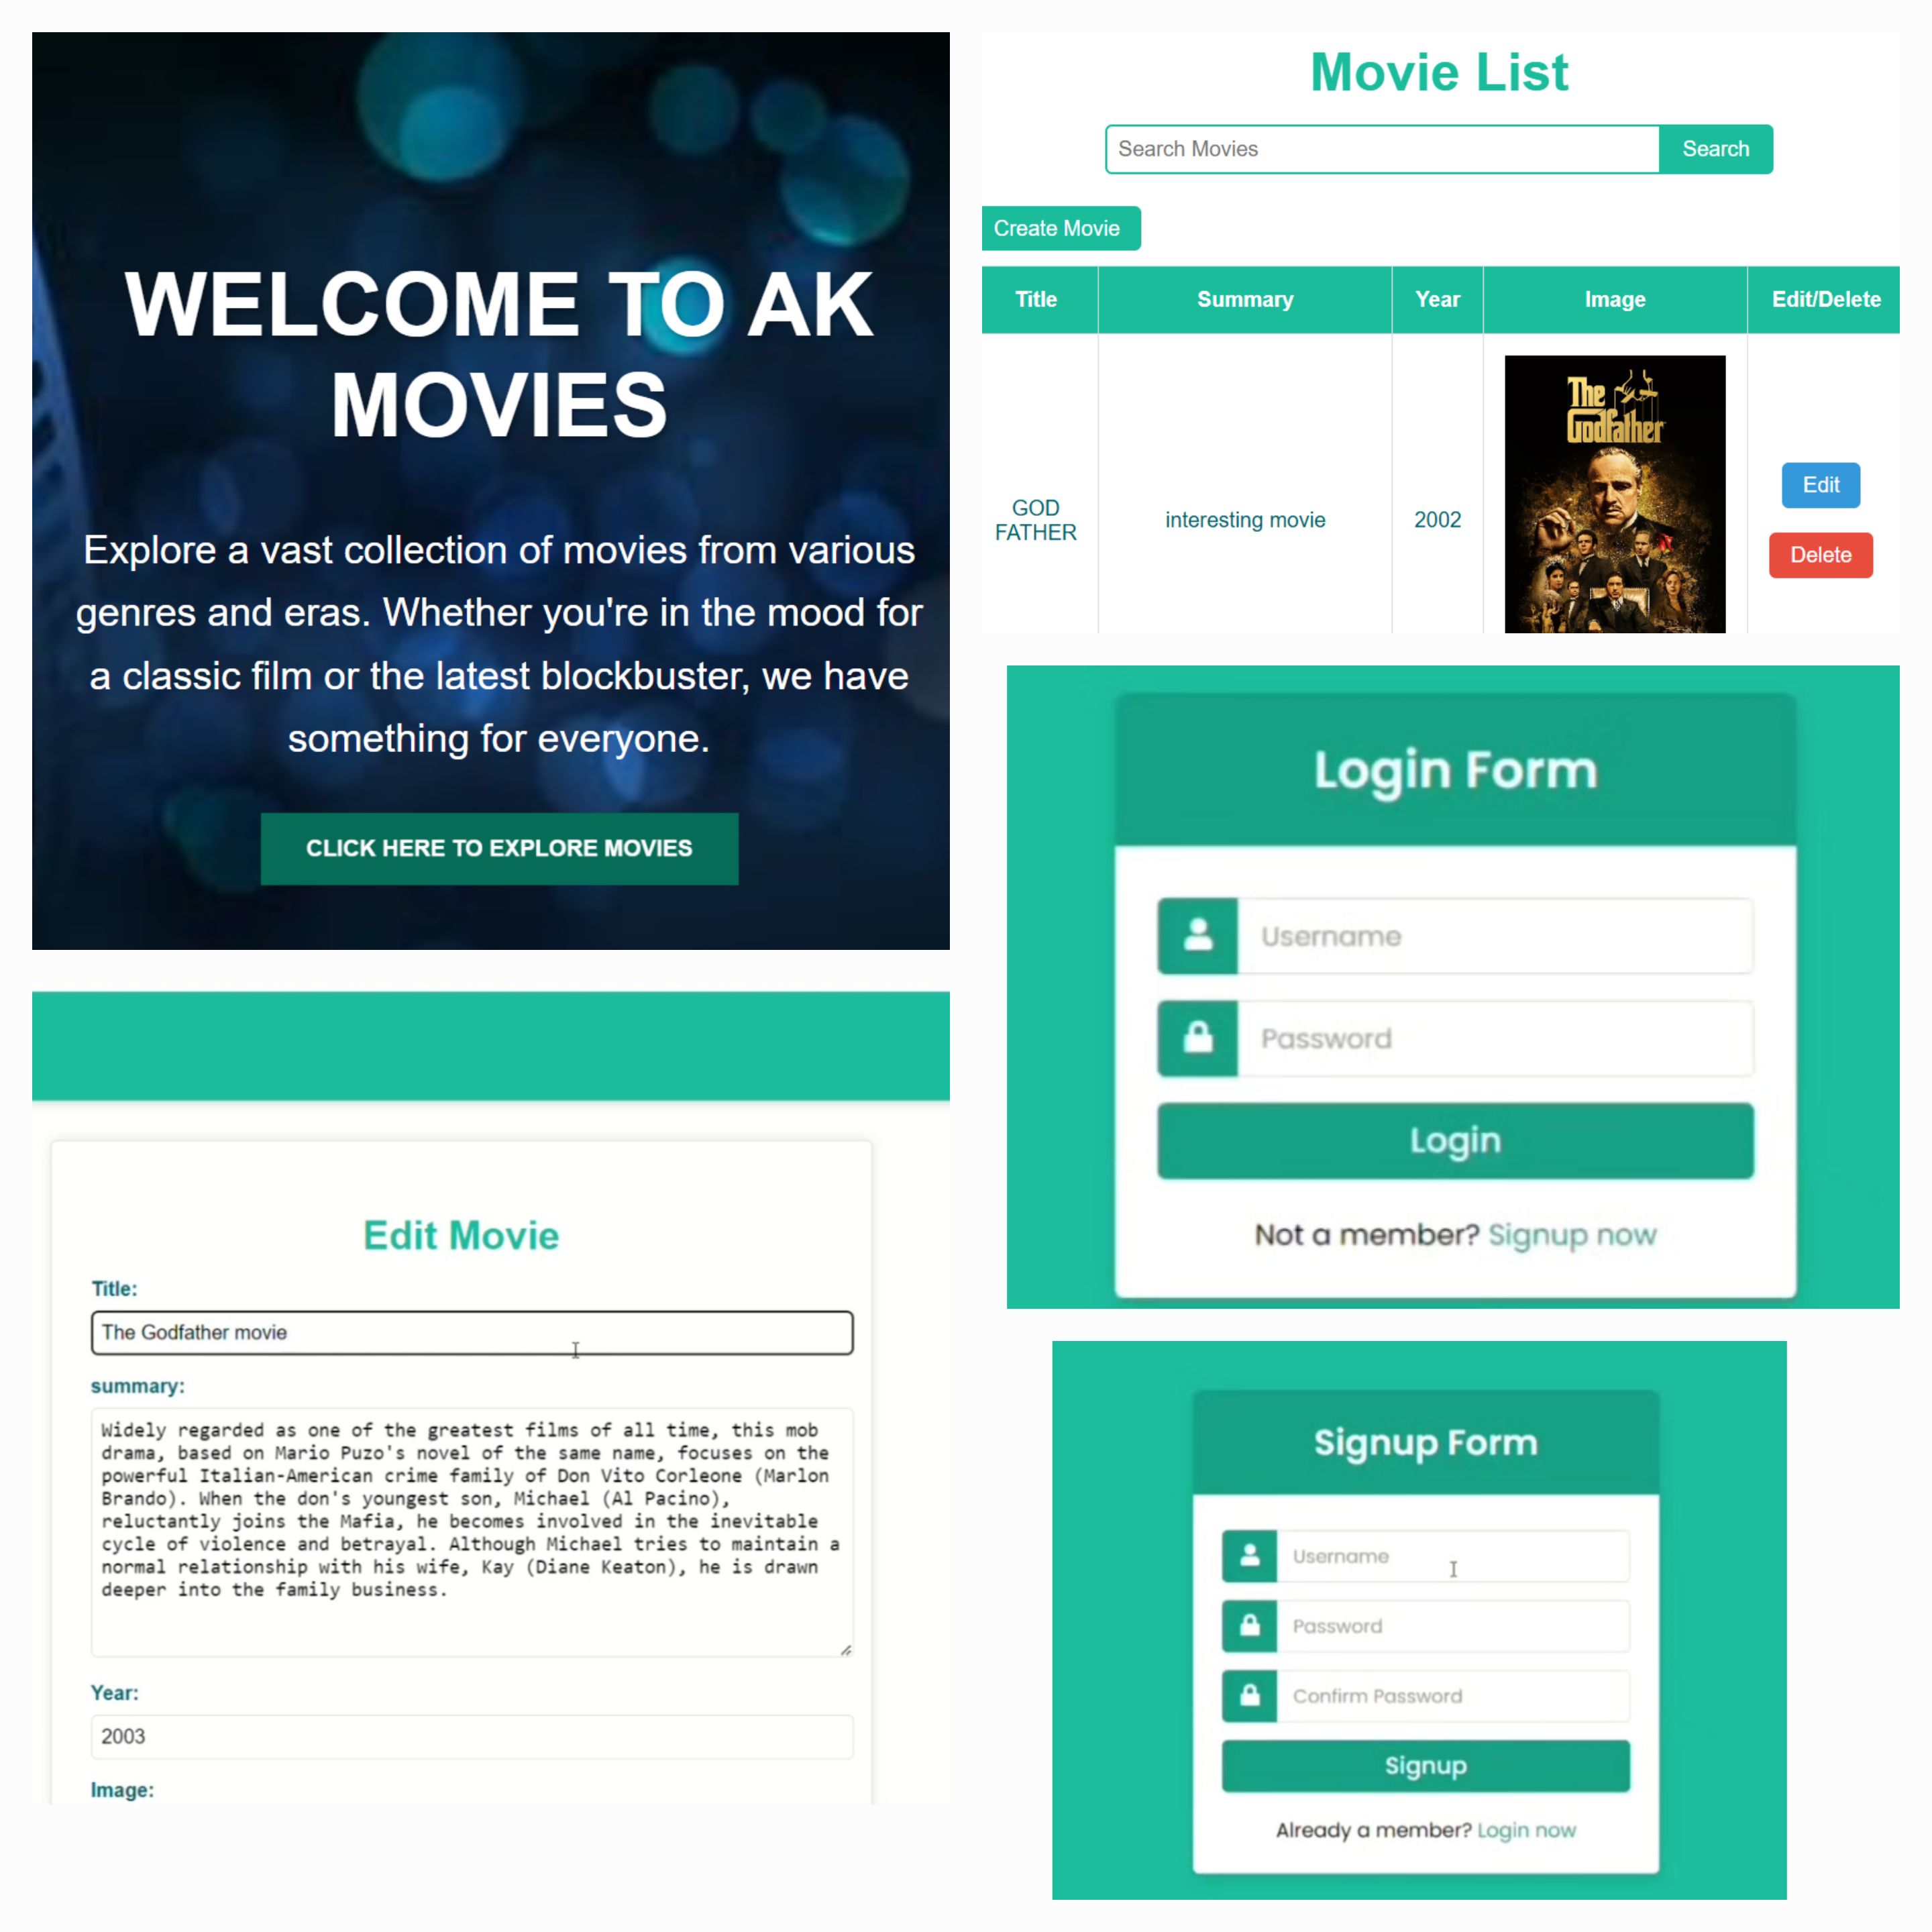 WELCOME TO AK
MOVIES
Explore a vast collection of movies from various
genres and eras. Whether you're in the mood for
a classic film or the latest blockbuster, we have
something for everyone.
CLICK HERE TO EXPLORE MOVIES
Movie List
Search Movies
Search
Create Movie
Title
Summary
Year
Image
Edit/Delete
GOD
FATHER
interesting movie
2002
The
Godfather
Edit
Delete
Login Form
Username
Password
Login
Not a member? Signup now
Edit Movie
Title:
The Godfather movie
summary:
Widely regarded as one of the greatest films of all time, this mob
drama, based on Mario Puzo's novel of the same name, focuses on the
powerful Italian-American crime family of Don Vito Corleone (Marlon
Brando). When the don's youngest son, Michael (Al Pacino),
reluctantly joins the Mafia, he becomes involved in the inevitable
cycle of violence and betrayal. Although Michael tries to maintain a
normal relationship with his wife, Kay (Diane Keaton), he is drawn
deeper into the family business.
Year:
2003
Image:
Signup Form
Username
Password
Confirm Password
Signup
Already a member? Login now